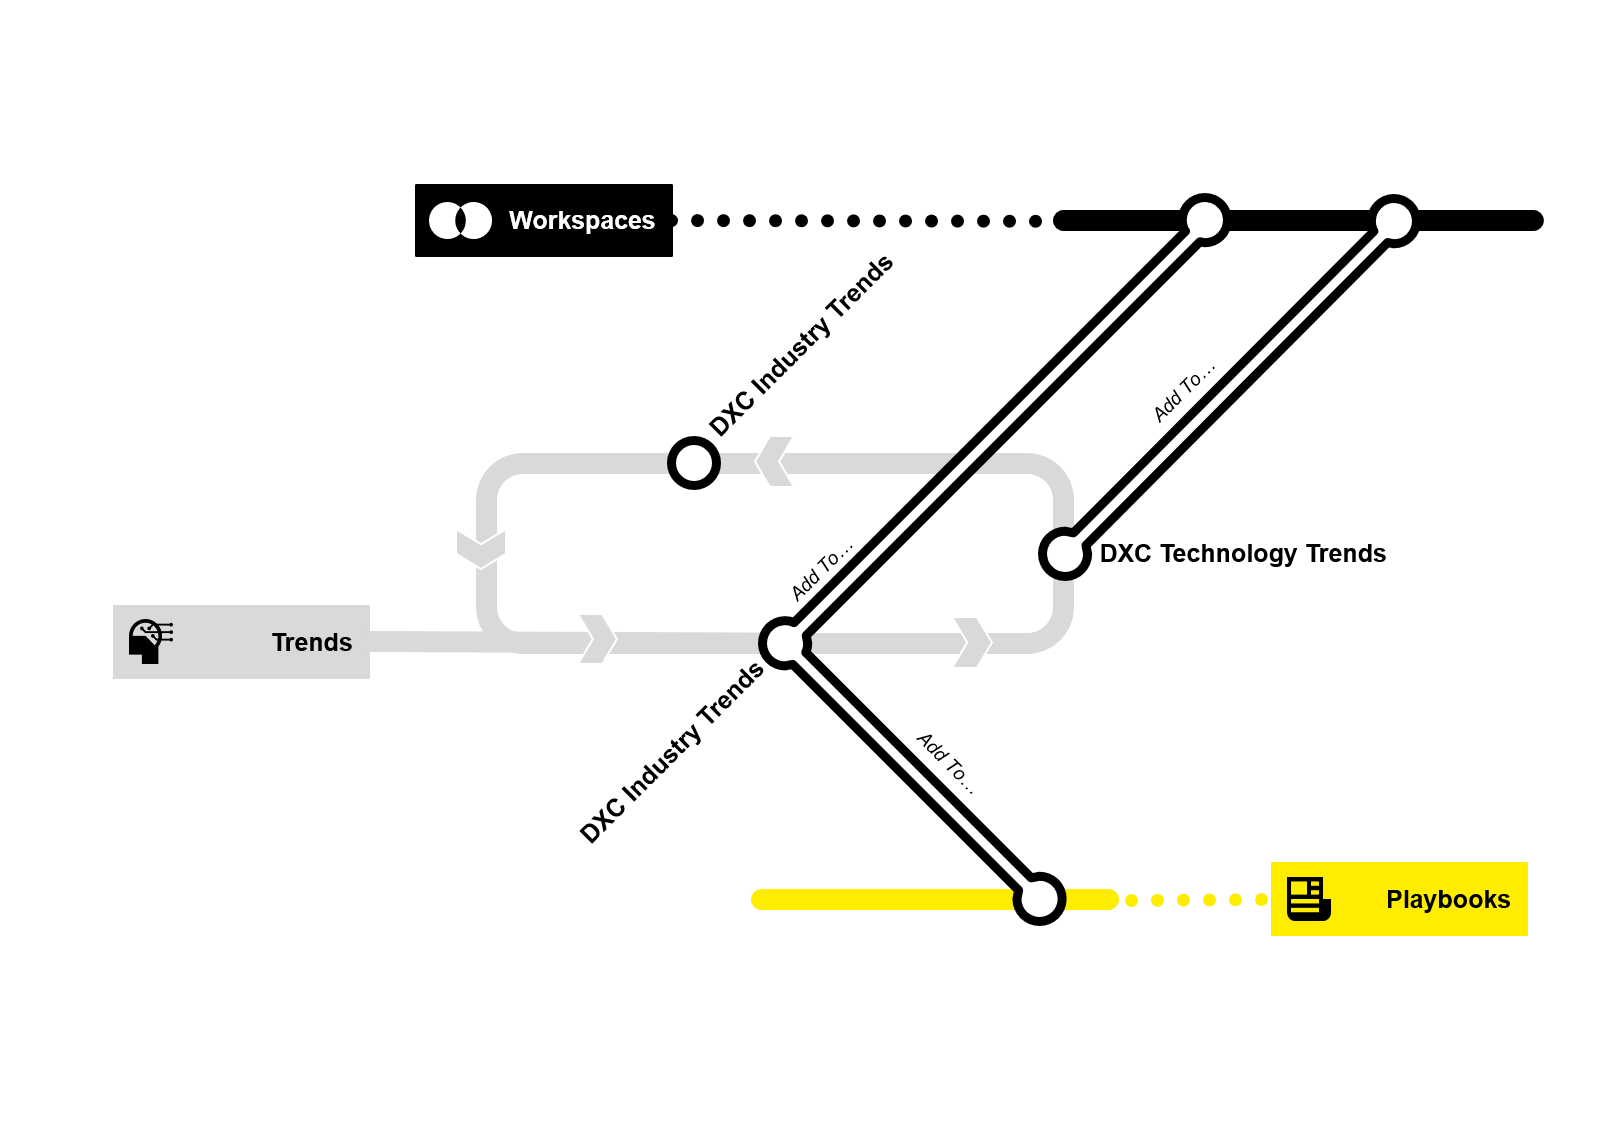 Workspaces
DXC Industry Trends
Add To...
Add To...
DXC Technology Trends
Trends
DXC Industry Trends
Add To...
Playbooks